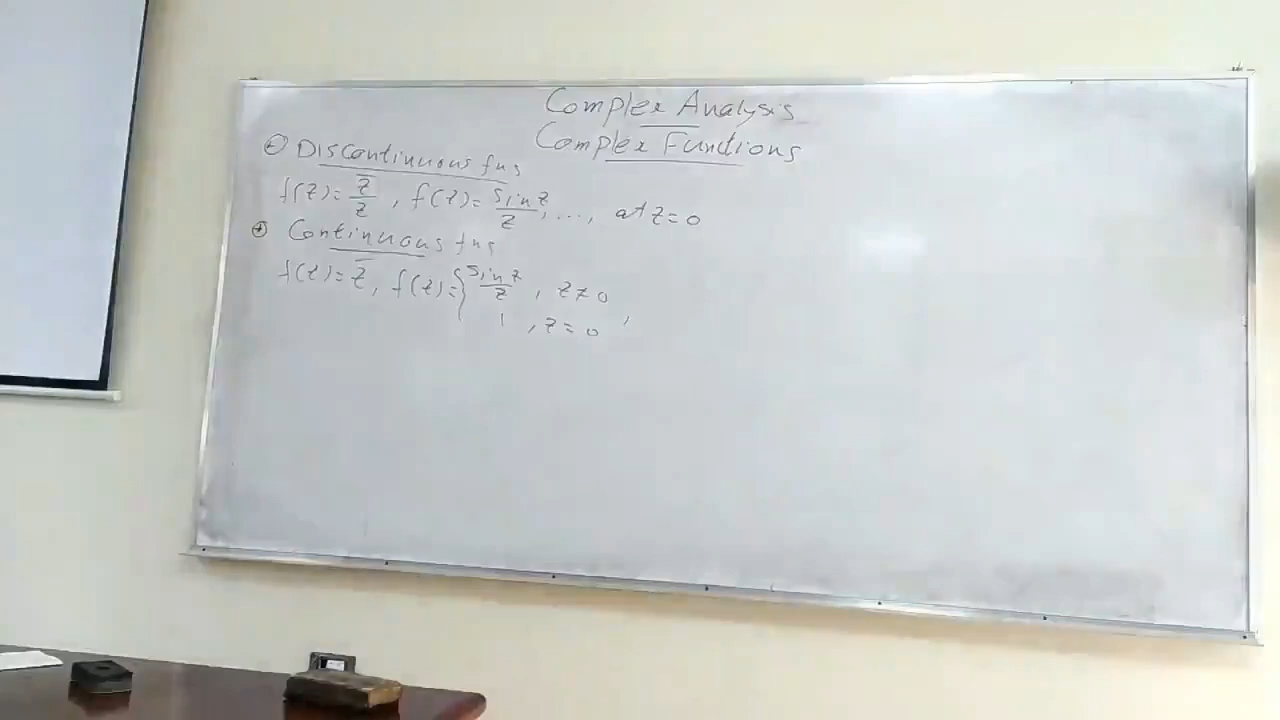 Complex Analysis
Complex Functions
⊕ Discontinuous fns
f(z) = z̄/z , f(z) = sin z/z , ..., at z = 0
⊕ Continuous fns
f(z) = z̄, f(z) = { sin z/z , z ≠ 0
1 , z = 0 ,